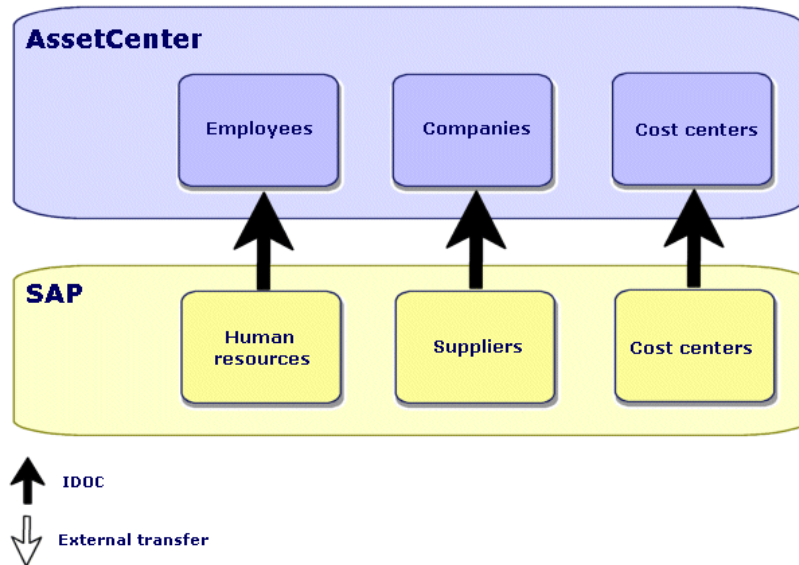 AssetCenter
Employees
Companies
Cost centers
SAP
Human
resources
Suppliers
Cost centers
IDOC
External transfer